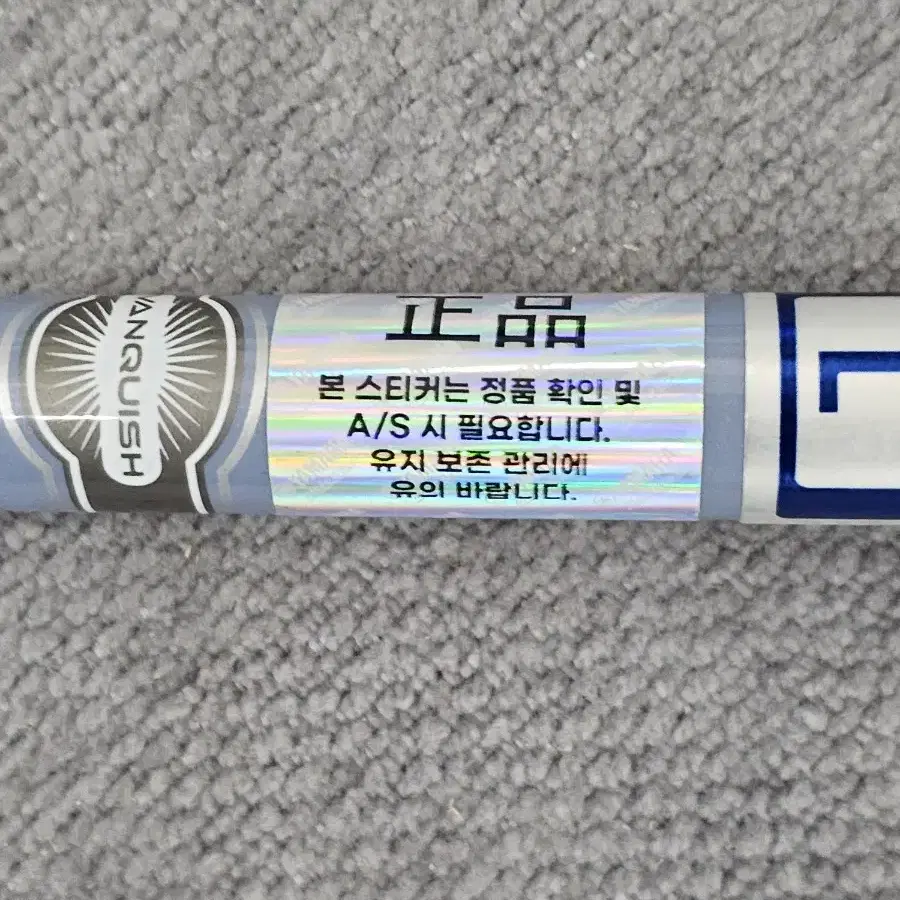 VANQUISH
正品
본 스티커는 정품 확인 및
A/S 시 필요합니다.
유지 보존 관리에
유의 바랍니다.